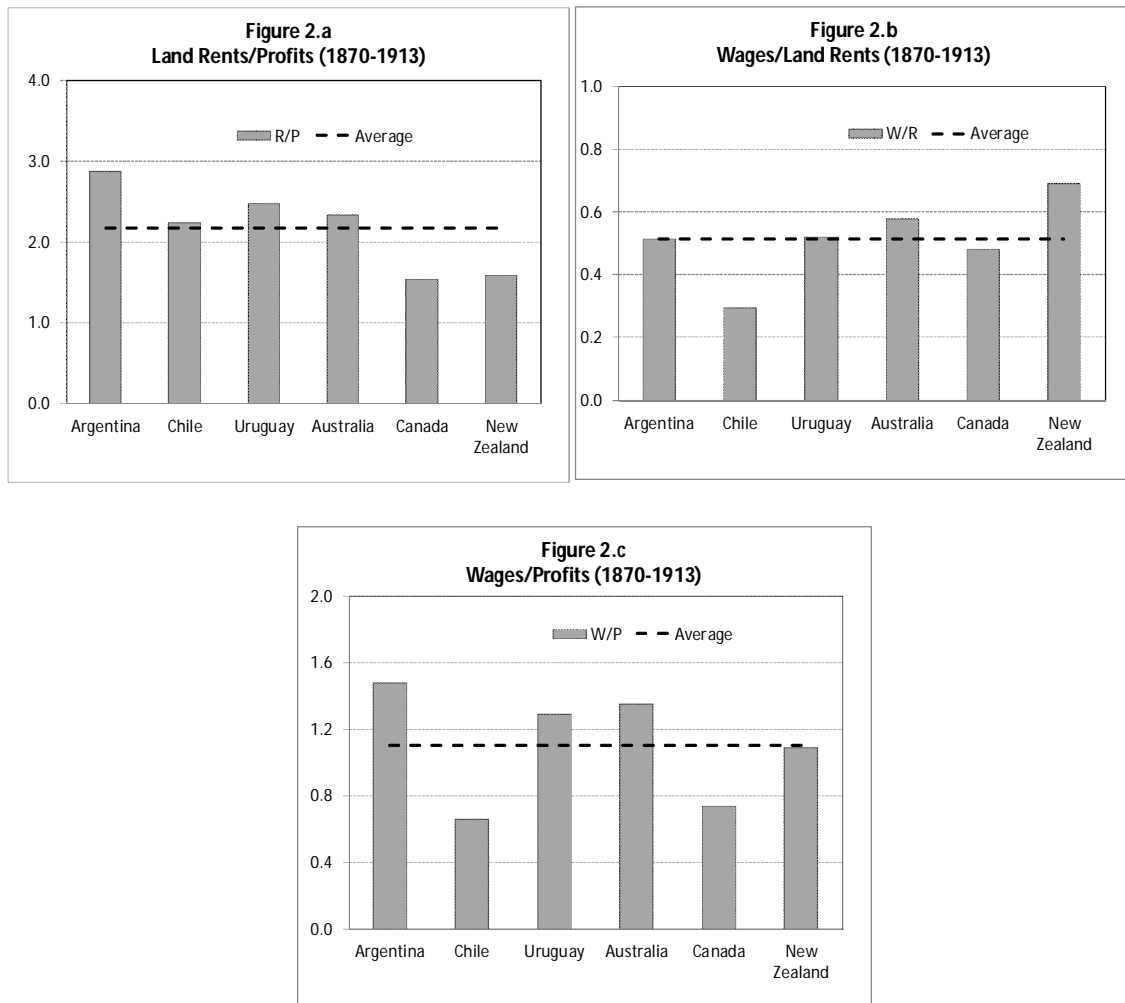 Figure 2.a
Land Rents/Profits (1870-1913)
4.0
R/P Average
3.0
2.0
1.0
0.0
Argentina Chile Uruguay Australia Canada New
Zealand
Figure 2.b
Wages/Land Rents (1870-1913)
1.0
W/R Average
0.8
0.6
0.4
0.2
0.0
Argentina Chile Uruguay Australia Canada New
Zealand
Figure 2.c
Wages/Profits (1870-1913)
2.0
W/P Average
1.6
1.2
0.8
0.4
0.0
Argentina Chile Uruguay Australia Canada New
Zealand